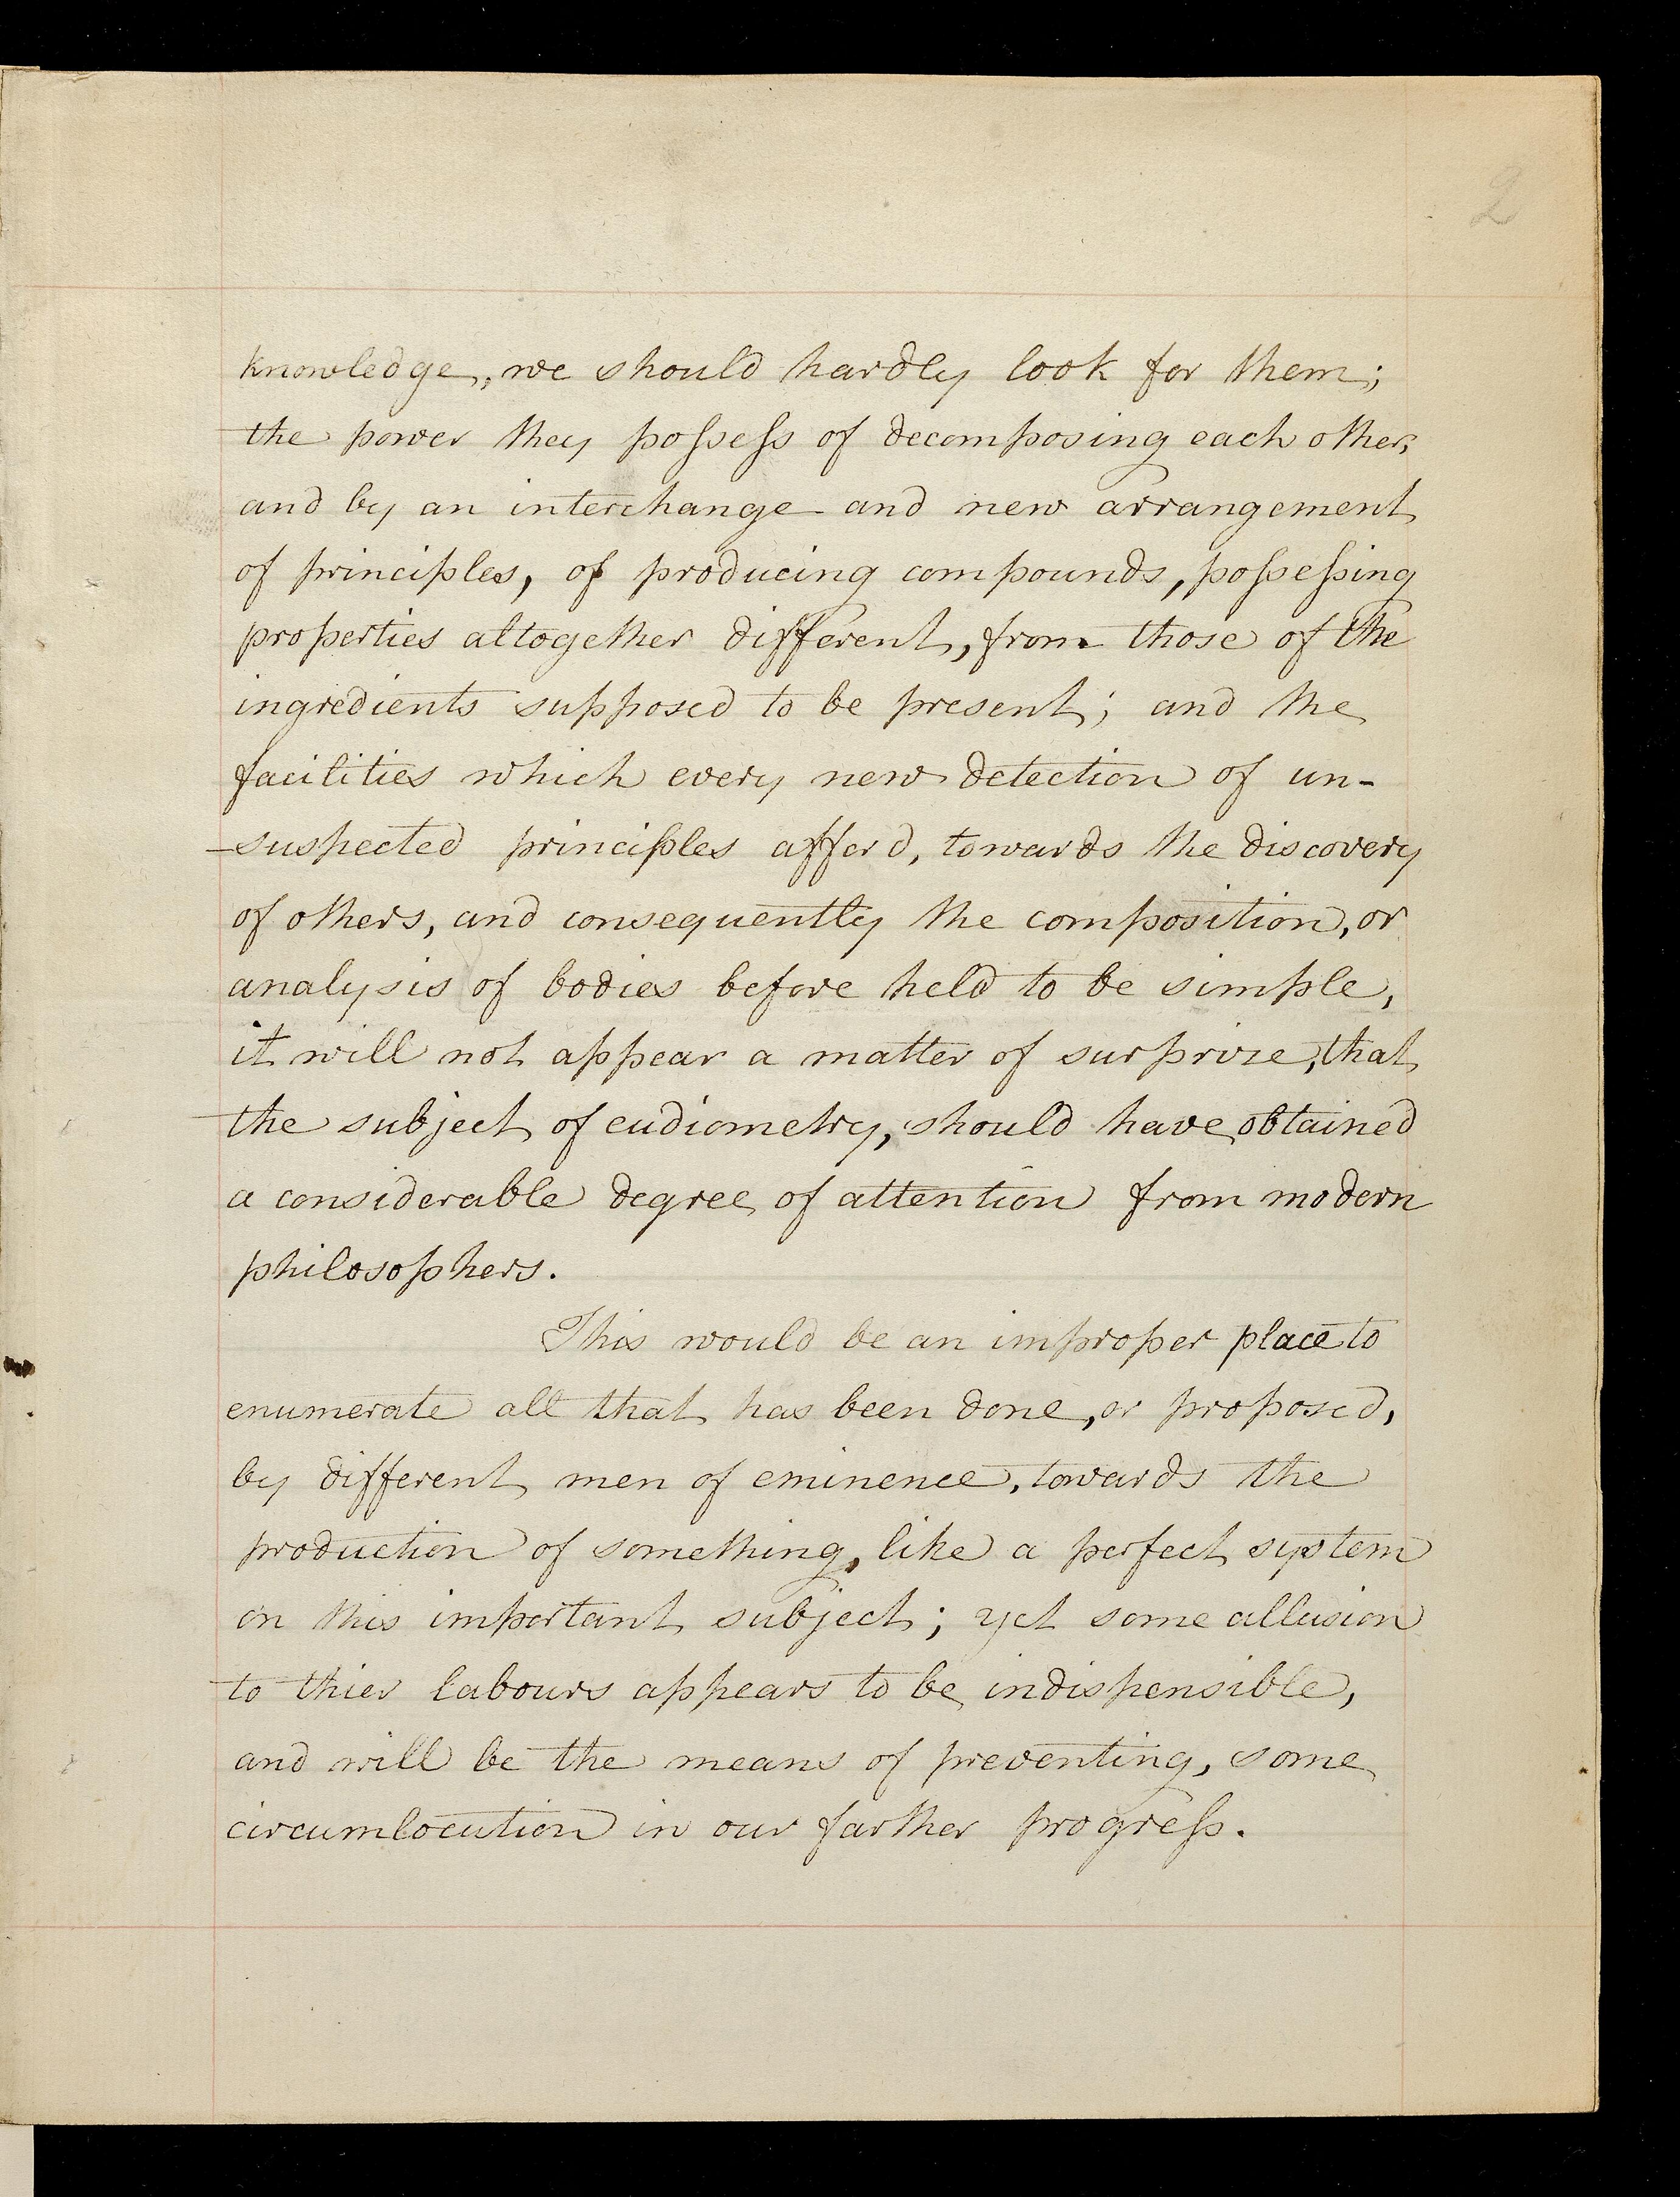 2
knowledge, we should hardly look for them;
the power they possess of decomposing each other,
and by an interchange and new arrangement
of principles, of producing compounds, possessing
properties altogether different, from those of the
ingredients supposed to be present; and the
facilities which every new detection of un-
-suspected principles afford, towards the discovery
of others, and consequently the composition, or
analysis of bodies before held to be simple,
it will not appear a matter of surprize, that
the subject of eudiometry, should have obtained
a considerable degree of attention from modern
philosophers.
This would be an improper place to
enumerate all that has been done, or proposed,
by different men of eminence, towards the
production of something, like a perfect system
on this important subject; yet some allusion
to thier labours appears to be indispensible,
and will be the means of preventing, some
circumlocution in our farther progress.